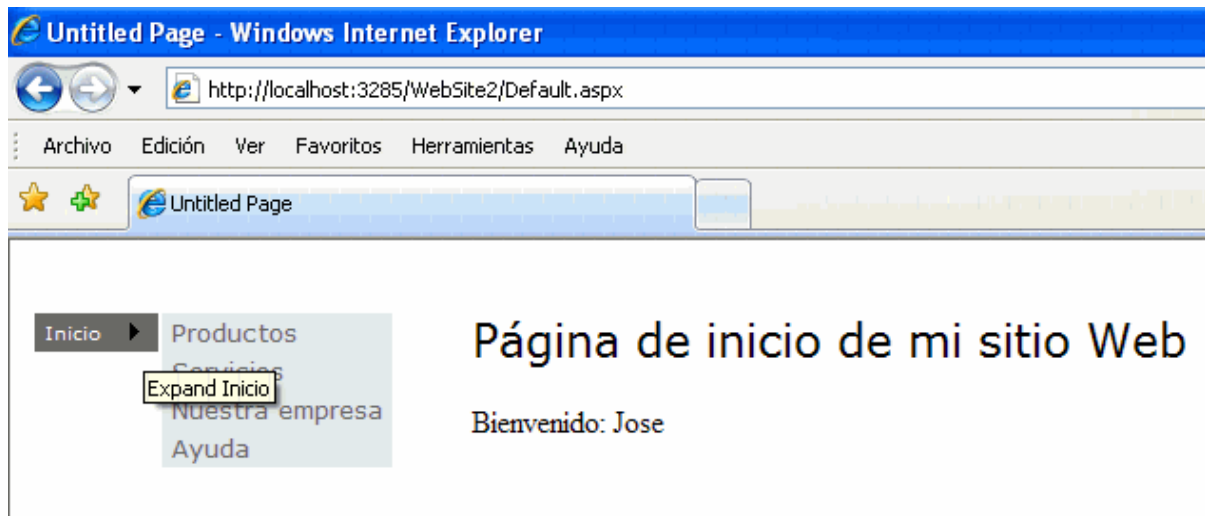 Untitled Page - Windows Internet Explorer
http://localhost:3285/WebSite2/Default.aspx
Archivo Edición Ver Favoritos Herramientas Ayuda
Untitled Page
Inicio
Productos
Servicios
Expand Inicio
Nuestra empresa
Ayuda
Página de inicio de mi sitio Web
Bienvenido: Jose